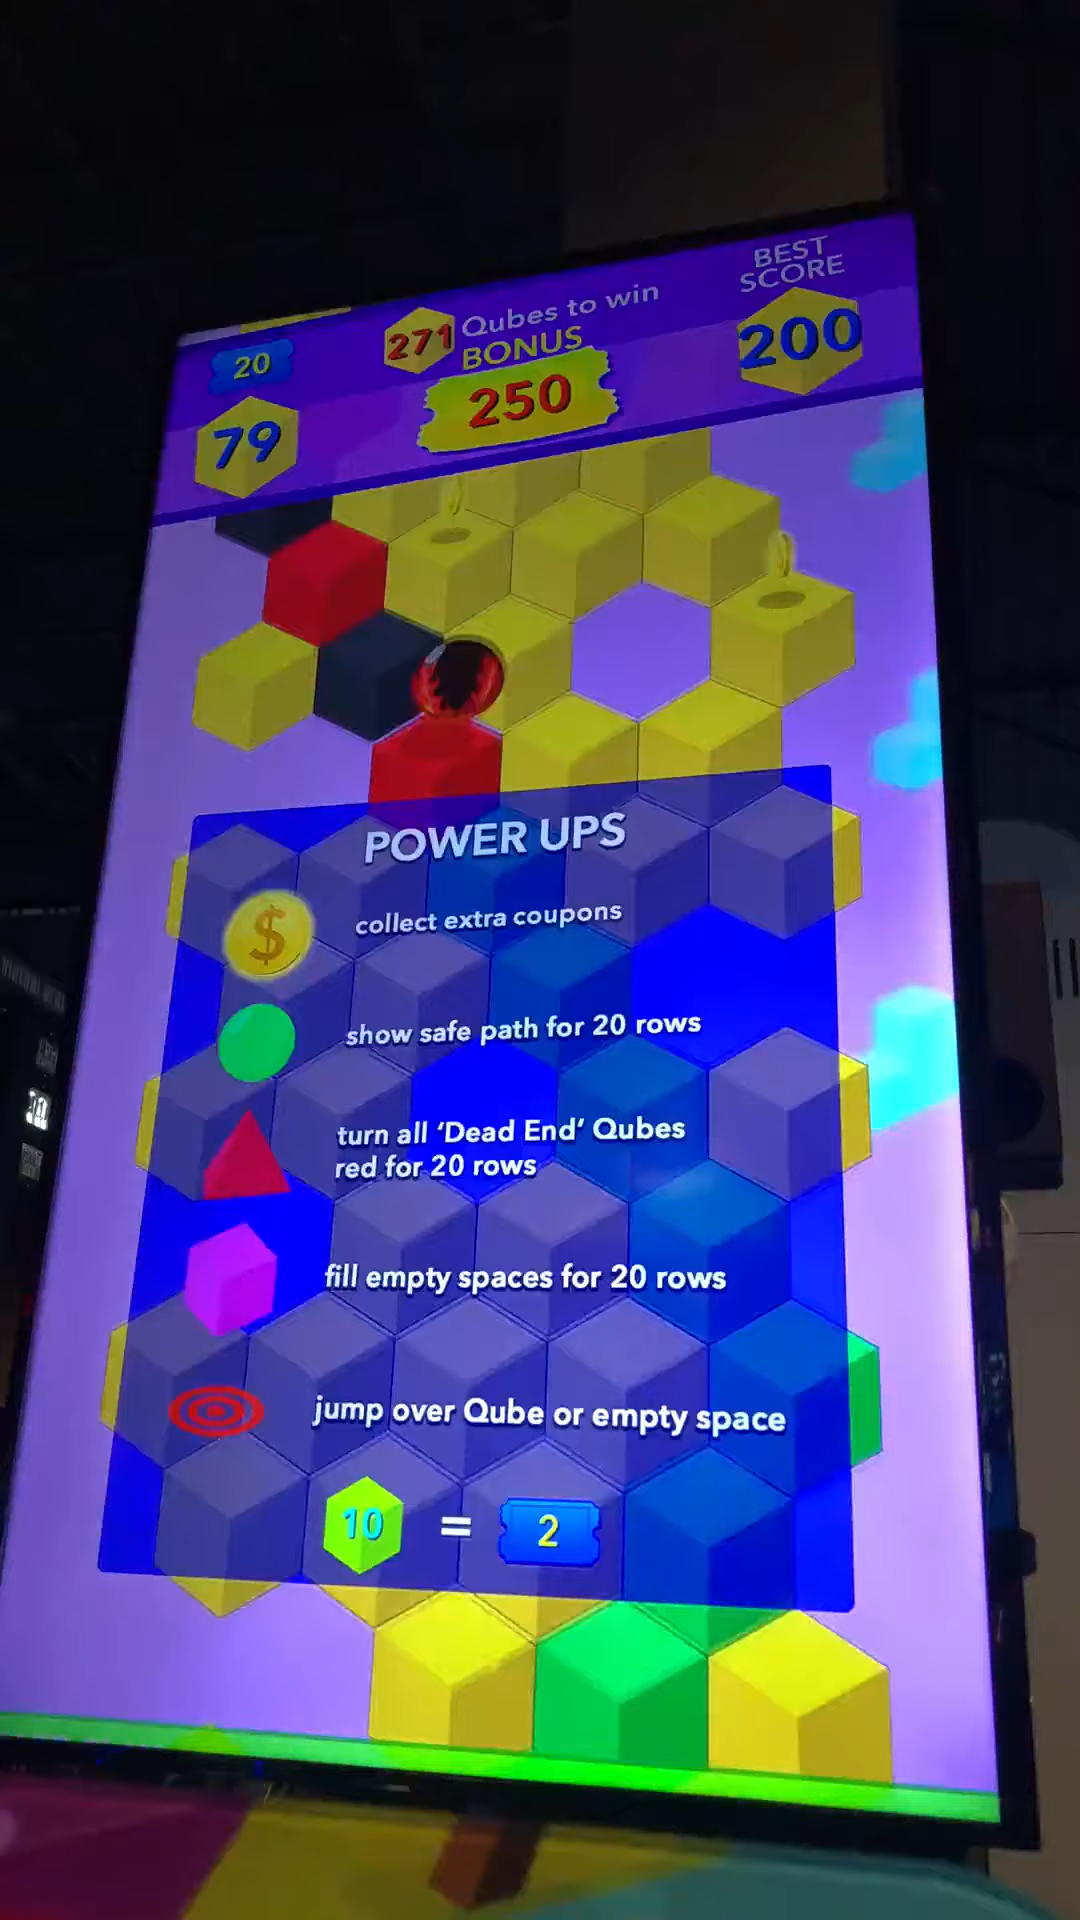 BEST
SCORE
271 Qubes to win
BONUS
20
200
250
79
POWER UPS
$ collect extra coupons
show safe path for 20 rows
turn all ‘Dead End’ Qubes
red for 20 rows
fill empty spaces for 20 rows
jump over Qube or empty space
10 = 2